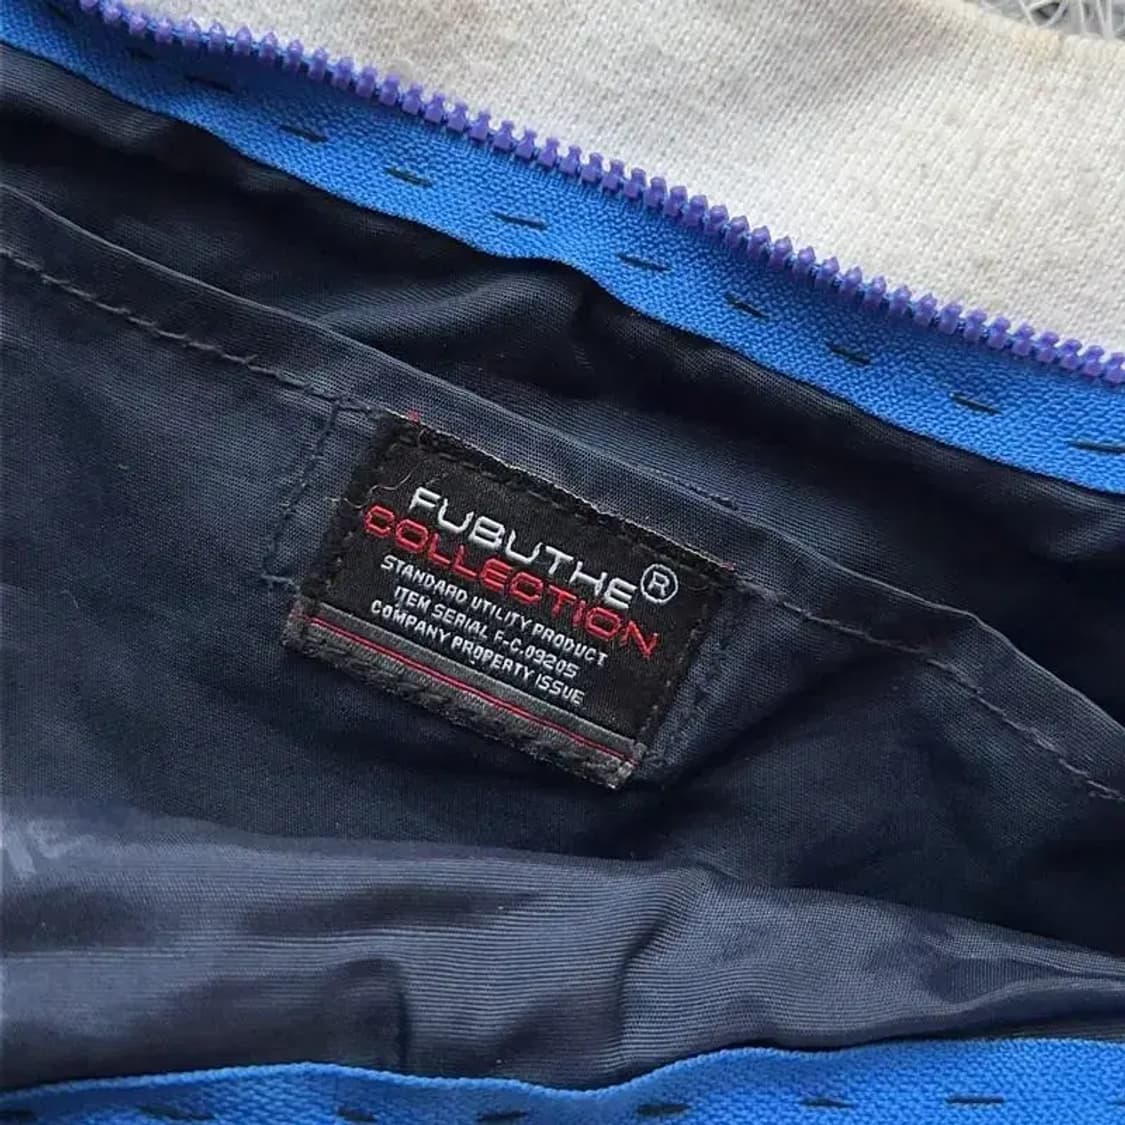 FUBUTHE®
COLLECTION
STANDARD UTILITY PRODUCT
ITEM SERIAL F-C.09205
COMPANY PROPERTY ISSUE